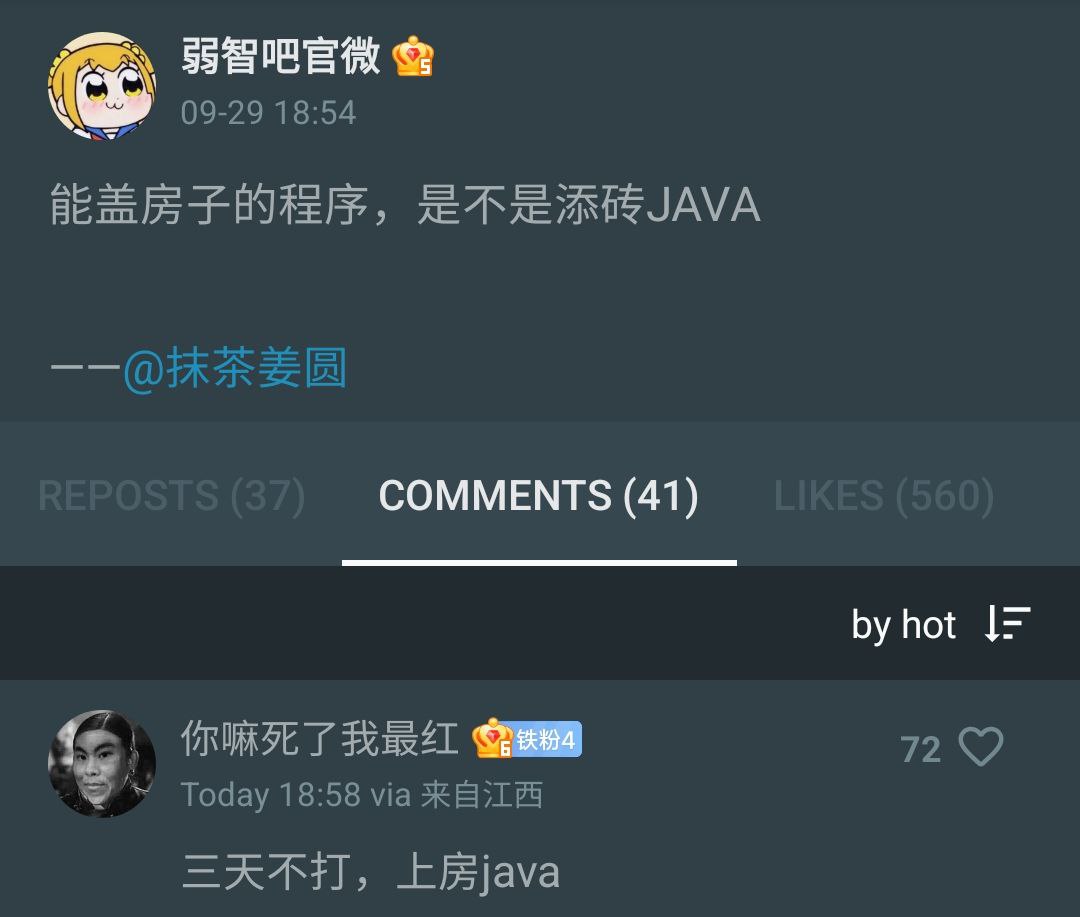 弱智吧官微
5
09-29 18:54
能盖房子的程序，是不是添砖JAVA
——@抹茶姜圆
REPOSTS (37) COMMENTS (41) LIKES (560)
by hot
你嘛死了我最红 6 铁粉4 72
Today 18:58 via 来自江西
三天不打，上房java